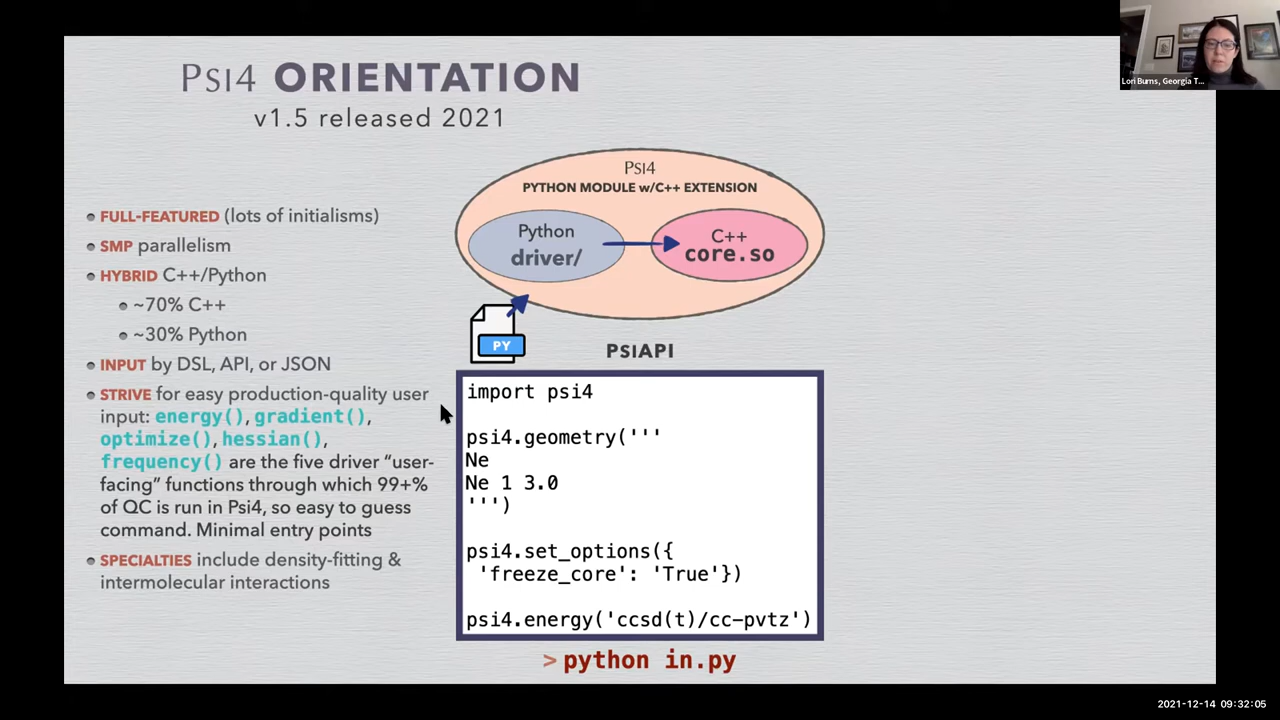 PSI4 ORIENTATION
v1.5 released 2021
FULL-FEATURED (lots of initialisms)
SMP parallelism
HYBRID C++/Python
~70% C++
~30% Python
INPUT by DSL, API, or JSON
STRIVE for easy production-quality user
input: energy(), gradient(),
optimize(), hessian(),
frequency() are the five driver “user-
facing” functions through which 99+%
of QC is run in Psi4, so easy to guess
command. Minimal entry points
SPECIALTIES include density-fitting &
intermolecular interactions
PSI4
PYTHON MODULE w/C++ EXTENSION
Python
driver/
C++
core.so
PY
PSIAPI
import psi4
psi4.geometry('''
Ne
Ne 1 3.0
''')
psi4.set_options({
'freeze_core': 'True'})
psi4.energy('ccsd(t)/cc-pvtz')
> python in.py
Lori Burns, Georgia T...
2021-12-14 09:32:05